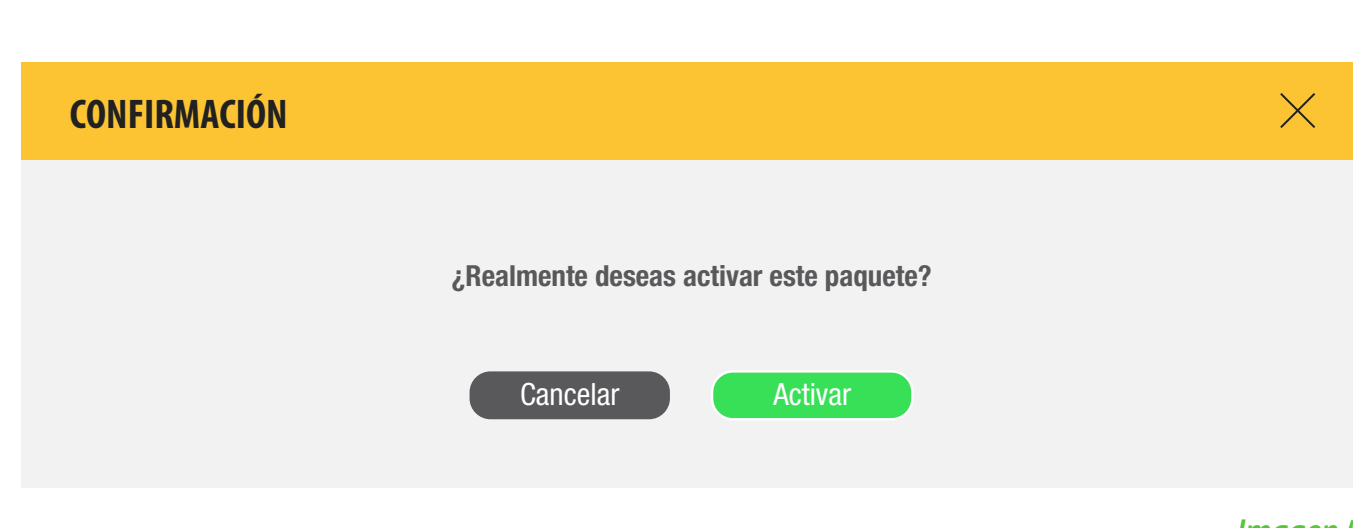 CONFIRMACIÓN
¿Realmente deseas activar este paquete?
Cancelar
Activar